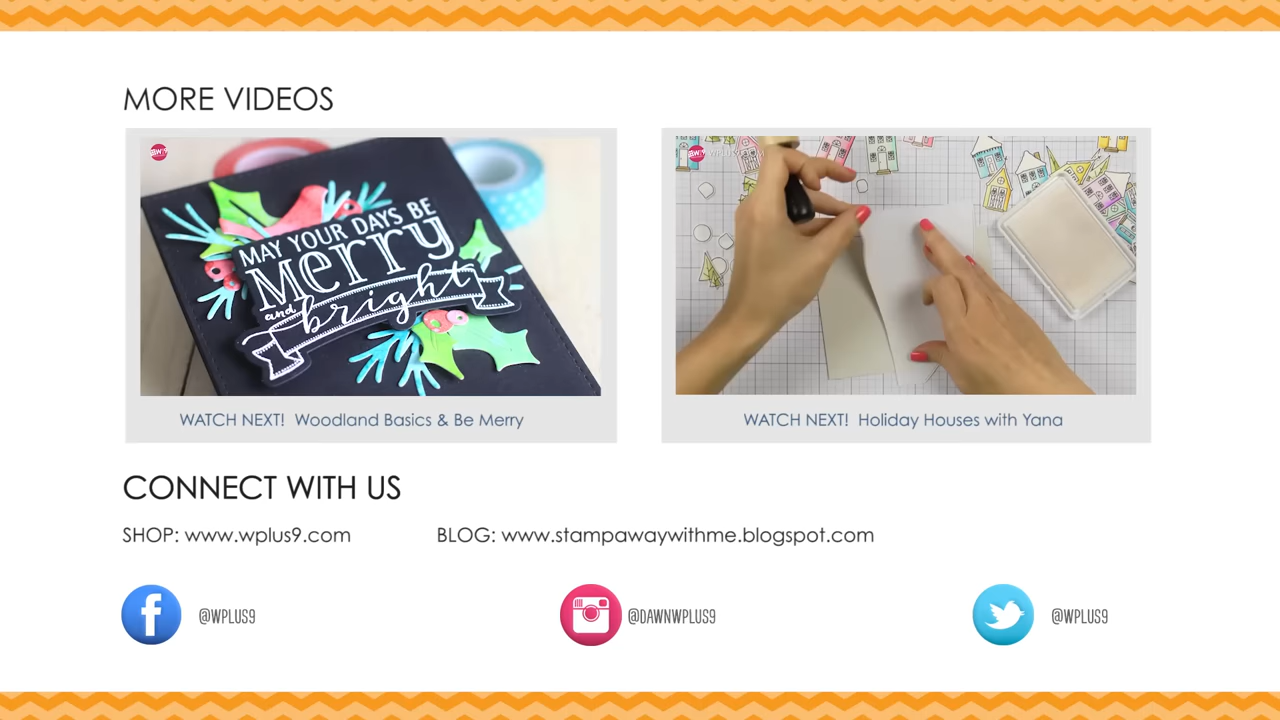 MORE VIDEOS
MAY YOUR DAYS BE
Merry
and bright
WATCH NEXT! Woodland Basics & Be Merry
WATCH NEXT! Holiday Houses with Yana
CONNECT WITH US
SHOP: www.wplus9.com
BLOG: www.stampawaywithme.blogspot.com
@WPLUS9
@DAWNWPLUS9
@WPLUS9